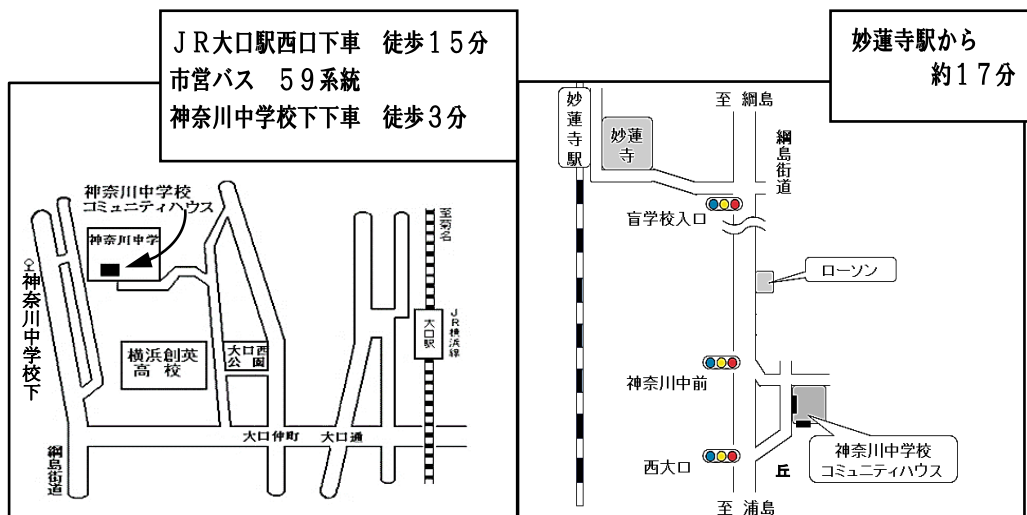 ＪＲ大口駅西口下車　徒歩１５分
市営バス　５９系統
神奈川中学校下下車　徒歩３分
神奈川中学校
コミュニティハウス
神奈川中学
神奈川中学校下
横浜創英
高校
大口西
公園
至菊名
大口駅
ＪＲ横浜線
大口仲町
大口通
綱島街道
妙蓮寺駅から
約１７分
妙蓮寺駅
妙蓮
寺
至 綱島
綱島街道
盲学校入口
ローソン
神奈川中前
神奈川中学校
コミュニティハウス
西大口
丘
至 浦島